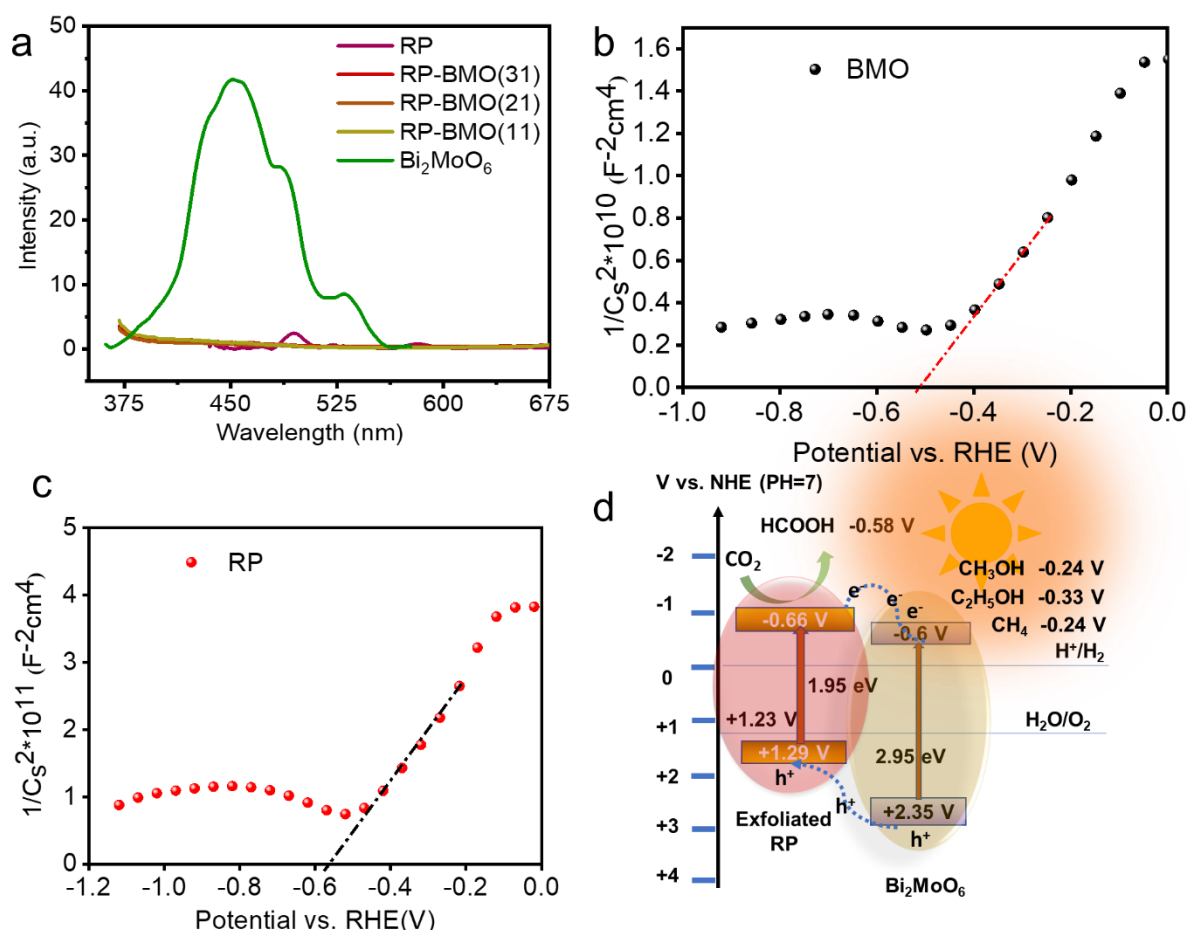 a
50
40
30
20
10
0
Intensity (a.u.)
RP
RP-BMO(31)
RP-BMO(21)
RP-BMO(11)
Bi₂MoO₆
375 450 525 600 675
Wavelength (nm)
b
BMO
1.6
1.4
1.2
1.0
0.8
0.6
0.4
0.2
0.0
1/Cs²*10¹⁰ (F⁻²cm⁴)
-1.0 -0.8 -0.6 -0.4 -0.2 0.0
Potential vs. RHE (V)
c
RP
5
4
3
2
1
0
1/Cs²*10¹¹ (F⁻²cm⁴)
-1.2 -1.0 -0.8 -0.6 -0.4 -0.2 0.0
Potential vs. RHE(V)
d
V vs. NHE (PH=7)
-2
-1
0
+1
+2
+3
+4
HCOOH -0.58 V
CO₂
CH₃OH -0.24 V
C₂H₅OH -0.33 V
CH₄ -0.24 V
e⁻
e⁻
e⁻
-0.66 V
-0.6 V
H⁺/H₂
1.95 eV
+1.23 V
H₂O/O₂
+1.29 V
2.95 eV
h⁺
h⁺
+2.35 V
h⁺
Exfoliated
RP
Bi₂MoO₆